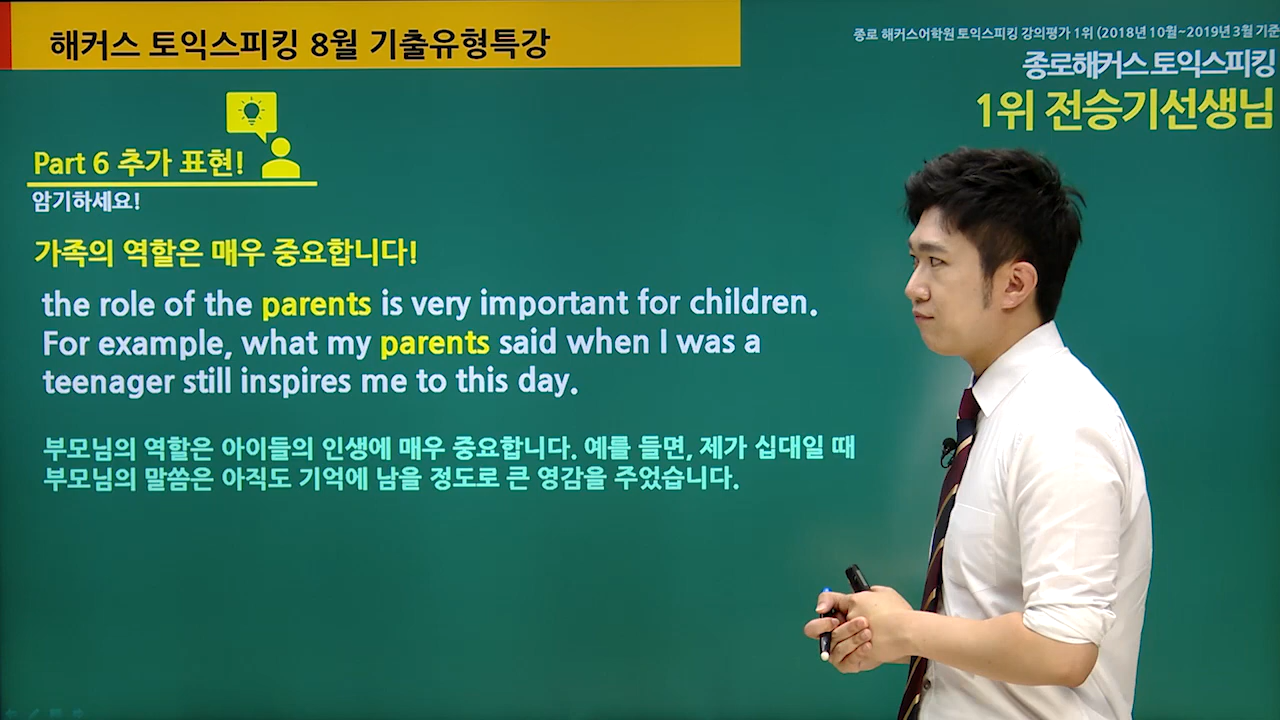 해커스 토익스피킹 8월 기출유형특강
종로 해커스어학원 토익스피킹 강의평가 1위 (2018년 10월~2019년 3월 기준
종로해커스 토익스피킹
1위 전승기선생님
Part 6 추가 표현!
암기하세요!
가족의 역할은 매우 중요합니다!
the role of the parents is very important for children.
For example, what my parents said when I was a
teenager still inspires me to this day.
부모님의 역할은 아이들의 인생에 매우 중요합니다. 예를 들면, 제가 십대일 때
부모님의 말씀은 아직도 기억에 남을 정도로 큰 영감을 주었습니다.